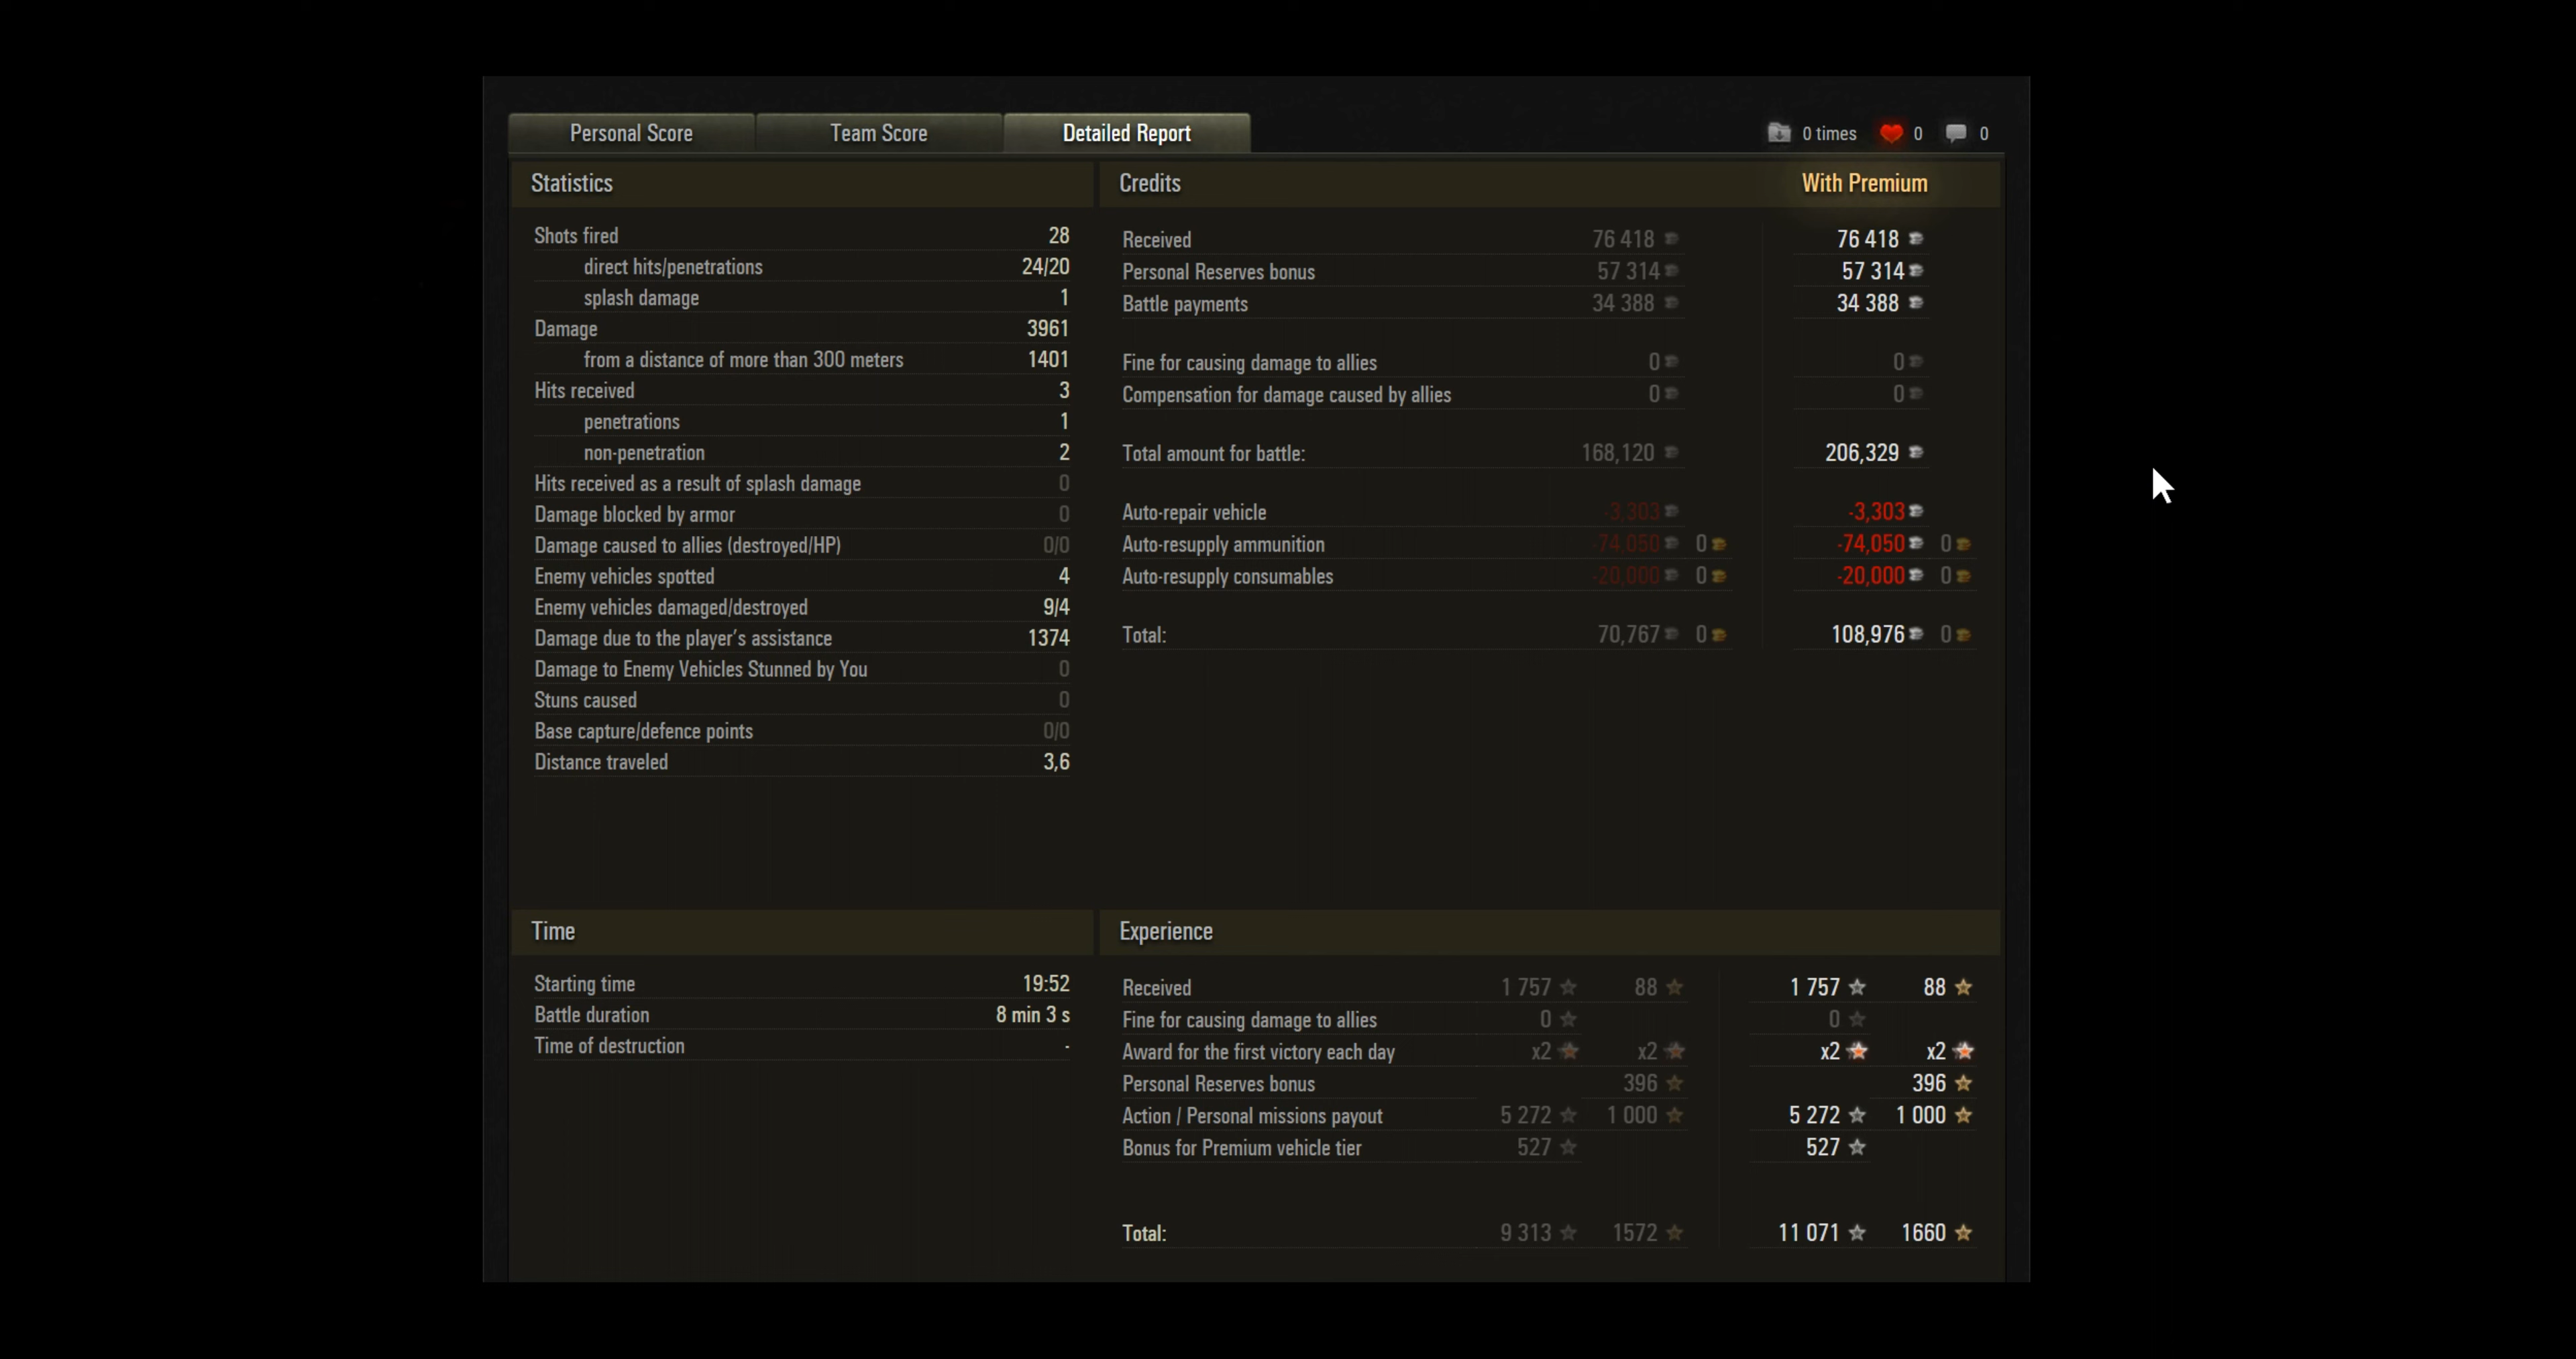 Personal Score Team Score Detailed Report 0 times 0 0
Statistics
Shots fired 28
direct hits/penetrations 24/20
splash damage 1
Damage 3961
from a distance of more than 300 meters 1401
Hits received 3
penetrations 1
non-penetration 2
Hits received as a result of splash damage 0
Damage blocked by armor 0
Damage caused to allies (destroyed/HP) 0/0
Enemy vehicles spotted 4
Enemy vehicles damaged/destroyed 9/4
Damage due to the player's assistance 1374
Damage to Enemy Vehicles Stunned by You 0
Stuns caused 0
Base capture/defence points 0/0
Distance traveled 3,6
Credits With Premium
Received 76 418 76 418
Personal Reserves bonus 57 314 57 314
Battle payments 34 388 34 388
Fine for causing damage to allies 0 0
Compensation for damage caused by allies 0 0
Total amount for battle: 168,120 206,329
Auto-repair vehicle -3,303 -3,303
Auto-resupply ammunition -74,050 0 -74,050 0
Auto-resupply consumables -20,000 0 -20,000 0
Total: 70,767 0 108,976 0
Time
Starting time 19:52
Battle duration 8 min 3 s
Time of destruction -
Experience
Received 1 757 88 1 757 88
Fine for causing damage to allies 0 0
Award for the first victory each day x2 x2 x2 x2
Personal Reserves bonus 396 396
Action / Personal missions payout 5 272 1 000 5 272 1 000
Bonus for Premium vehicle tier 527 527
Total: 9 313 1572 11 071 1660